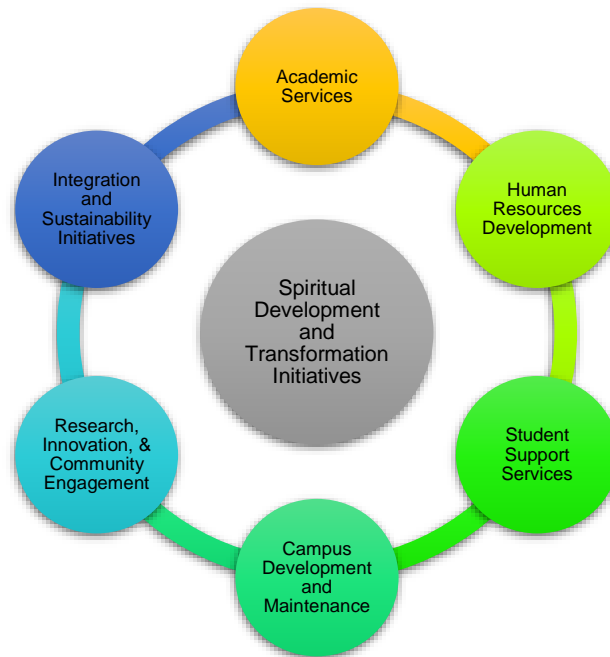 Academic
Services
Human
Resources
Development
Student
Support
Services
Campus
Development
and
Maintenance
Research,
Innovation, &
Community
Engagement
Integration
and
Sustainability
Initiatives
Spiritual
Development
and
Transformation
Initiatives